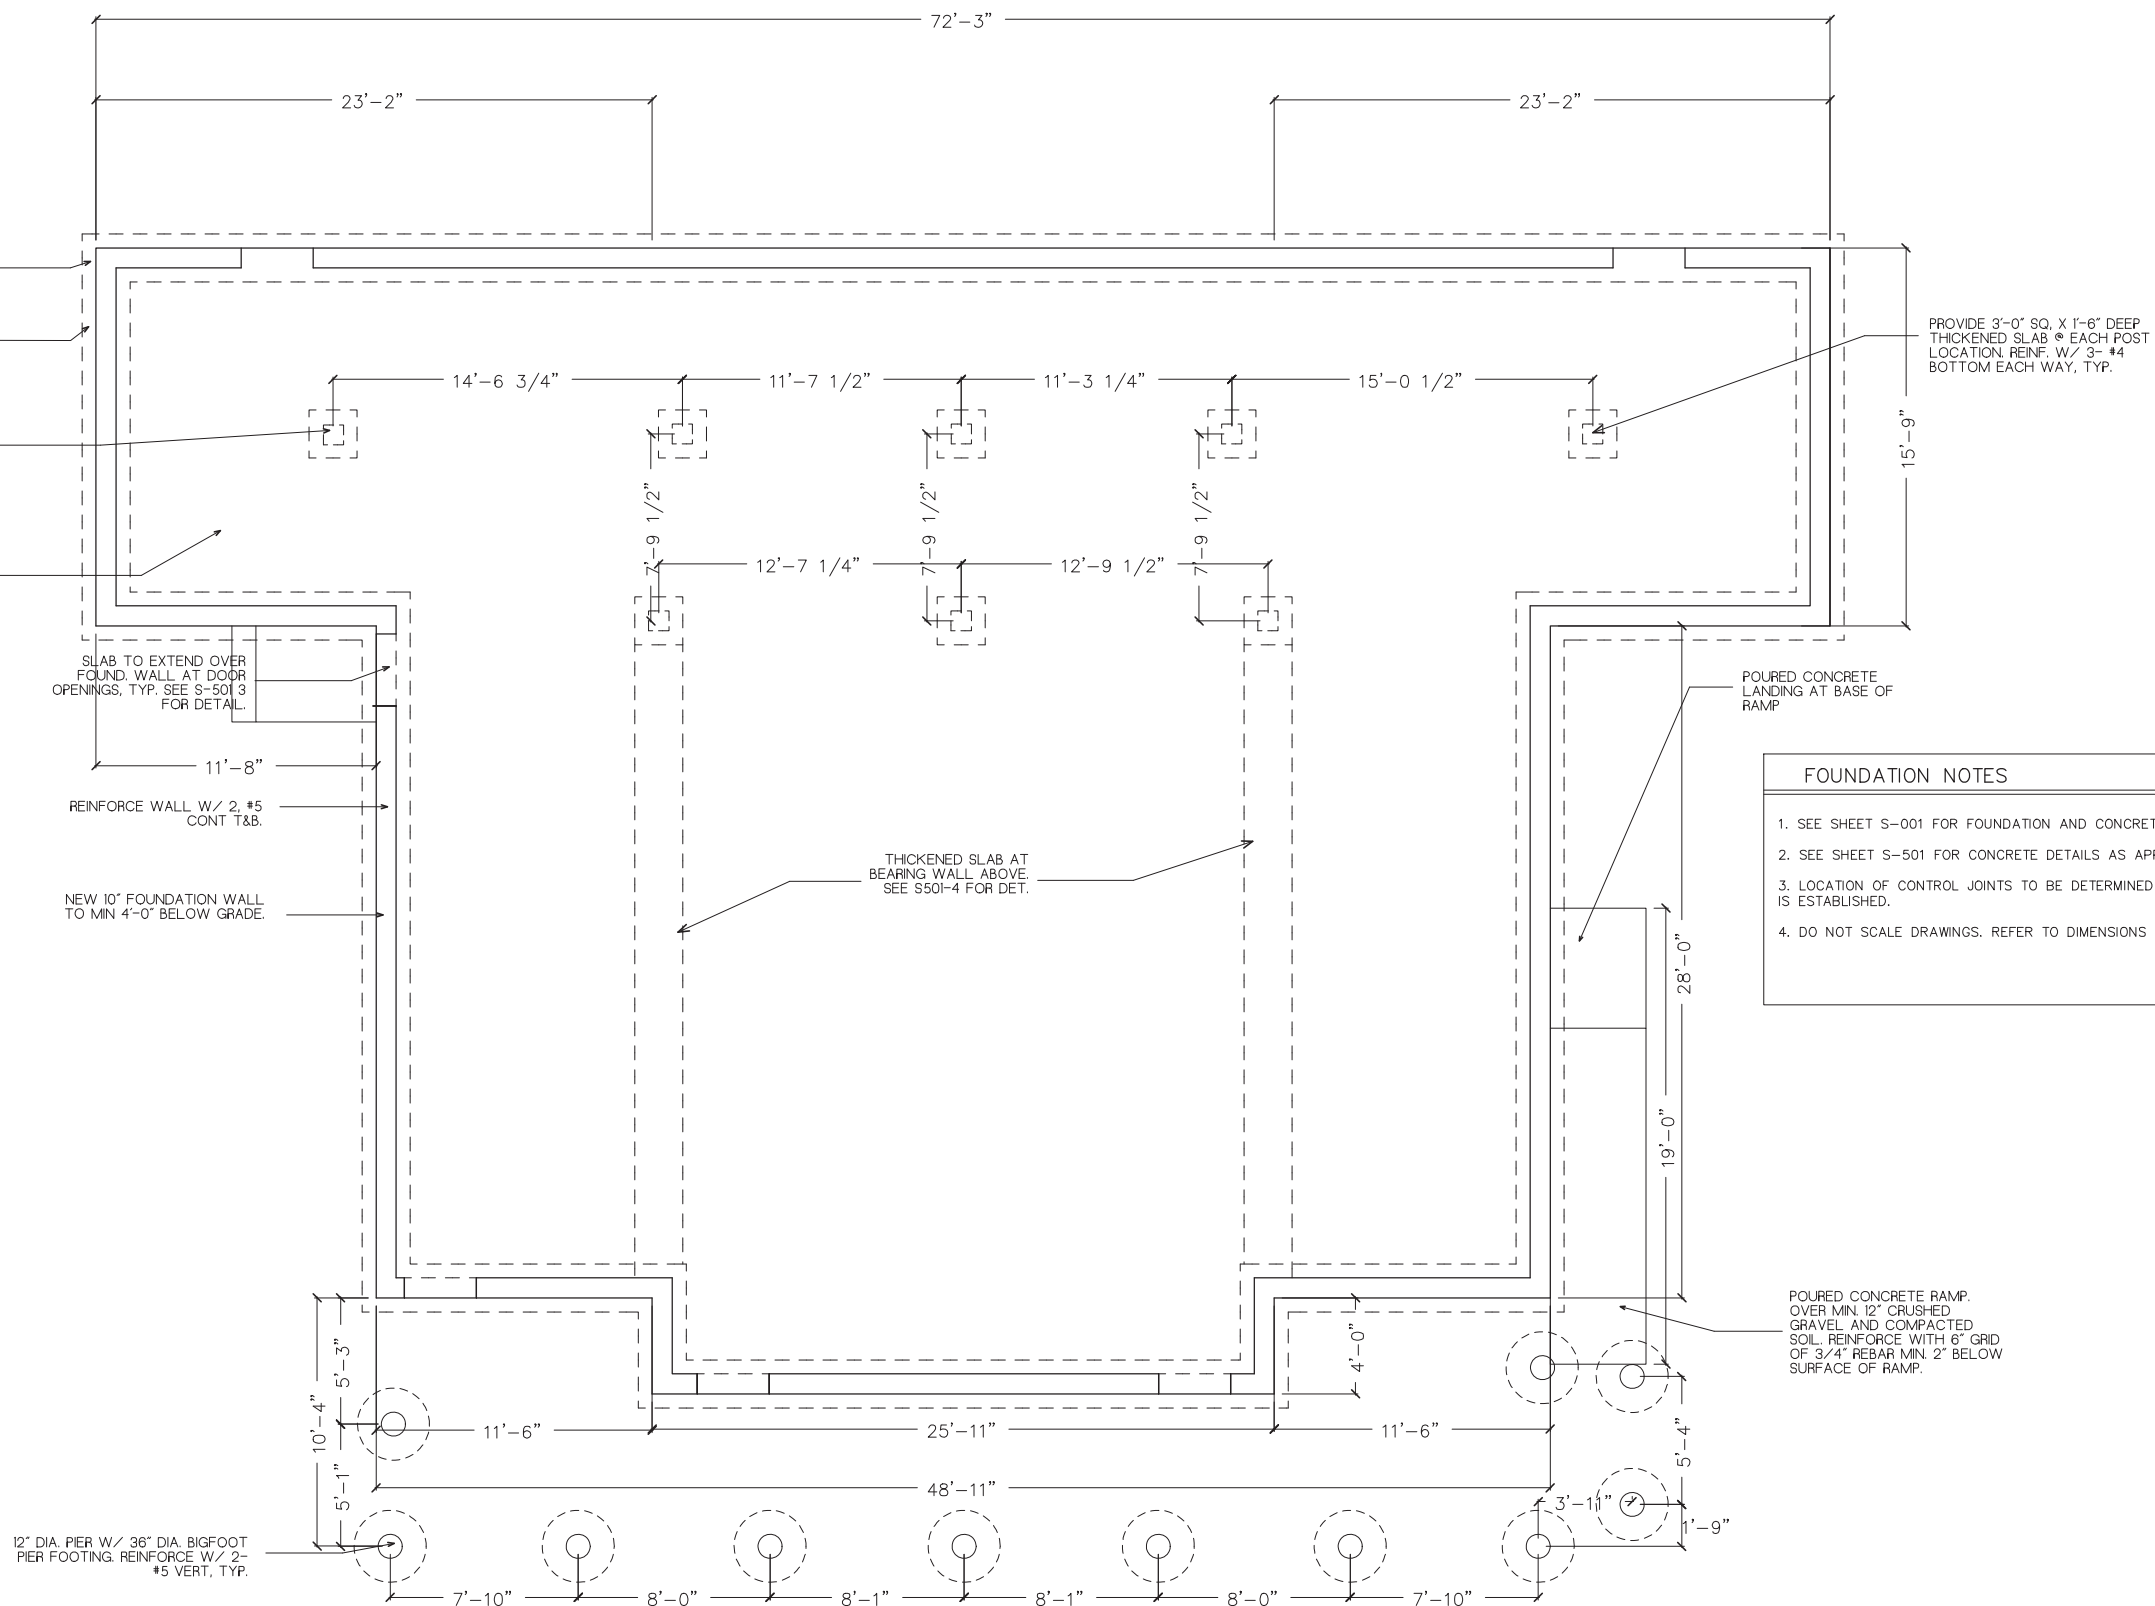 72'-3"
23'-2"
23'-2"
PROVIDE 3'-0" SQ, X 1'-6" DEEP
THICKENED SLAB @ EACH POST
LOCATION. REINF. W/ 3- #4
BOTTOM EACH WAY, TYP.
14'-6 3/4"
11'-7 1/2"
11'-3 1/4"
15'-0 1/2"
15'-9"
7'-9 1/2"
7'-9 1/2"
7'-9 1/2"
12'-7 1/4"
12'-9 1/2"
SLAB TO EXTEND OVER
FOUND. WALL AT DOOR
OPENINGS, TYP. SEE S-501 3
FOR DETAIL.
POURED CONCRETE
LANDING AT BASE OF
RAMP
11'-8"
REINFORCE WALL W/ 2, #5
CONT T&B.
NEW 10" FOUNDATION WALL
TO MIN 4'-0" BELOW GRADE.
THICKENED SLAB AT
BEARING WALL ABOVE.
SEE S501-4 FOR DET.
FOUNDATION NOTES
1. SEE SHEET S-001 FOR FOUNDATION AND CONCRET
2. SEE SHEET S-501 FOR CONCRETE DETAILS AS APP
3. LOCATION OF CONTROL JOINTS TO BE DETERMINED
IS ESTABLISHED.
4. DO NOT SCALE DRAWINGS. REFER TO DIMENSIONS
28'-0"
19'-0"
POURED CONCRETE RAMP.
OVER MIN. 12" CRUSHED
GRAVEL AND COMPACTED
SOIL. REINFORCE WITH 6" GRID
OF 3/4" REBAR MIN. 2" BELOW
SURFACE OF RAMP.
4'-0"
5'-3"
10'-4"
5'-1"
11'-6"
25'-11"
11'-6"
48'-11"
5'-4"
3'-11"
1'-9"
12" DIA. PIER W/ 36" DIA. BIGFOOT
PIER FOOTING. REINFORCE W/ 2-
#5 VERT, TYP.
7'-10"
8'-0"
8'-1"
8'-1"
8'-0"
7'-10"